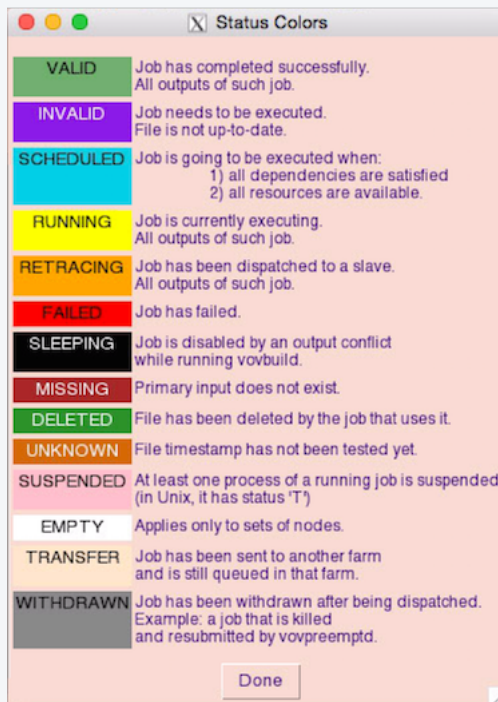 Status Colors
VALID
Job has completed successfully.
All outputs of such job.
INVALID
Job needs to be executed.
File is not up-to-date.
SCHEDULED
Job is going to be executed when:
1) all dependencies are satisfied
2) all resources are available.
RUNNING
Job is currently executing.
All outputs of such job.
RETRACING
Job has been dispatched to a slave.
All outputs of such job.
FAILED
Job has failed.
SLEEPING
Job is disabled by an output conflict
while running vovbuild.
MISSING
Primary input does not exist.
DELETED
File has been deleted by the job that uses it.
UNKNOWN
File timestamp has not been tested yet.
SUSPENDED
At least one process of a running job is suspended
(in Unix, it has status 'T')
EMPTY
Applies only to sets of nodes.
TRANSFER
Job has been sent to another farm
and is still queued in that farm.
WITHDRAWN
Job has been withdrawn after being dispatched.
Example: a job that is killed
and resubmitted by vovpreemptd.
Done